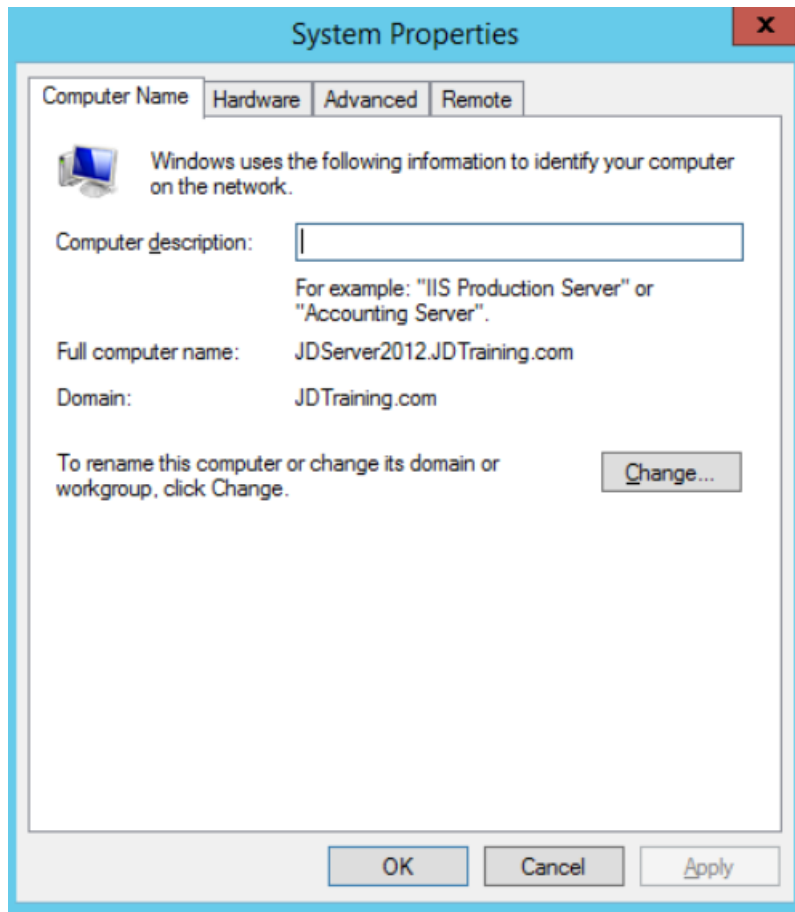 System Properties
x
Computer Name Hardware Advanced Remote
Windows uses the following information to identify your computer
on the network.
Computer description:
For example: "IIS Production Server" or
"Accounting Server".
Full computer name: JDServer2012.JDTraining.com
Domain: JDTraining.com
To rename this computer or change its domain or
workgroup, click Change.
Change...
OK Cancel Apply